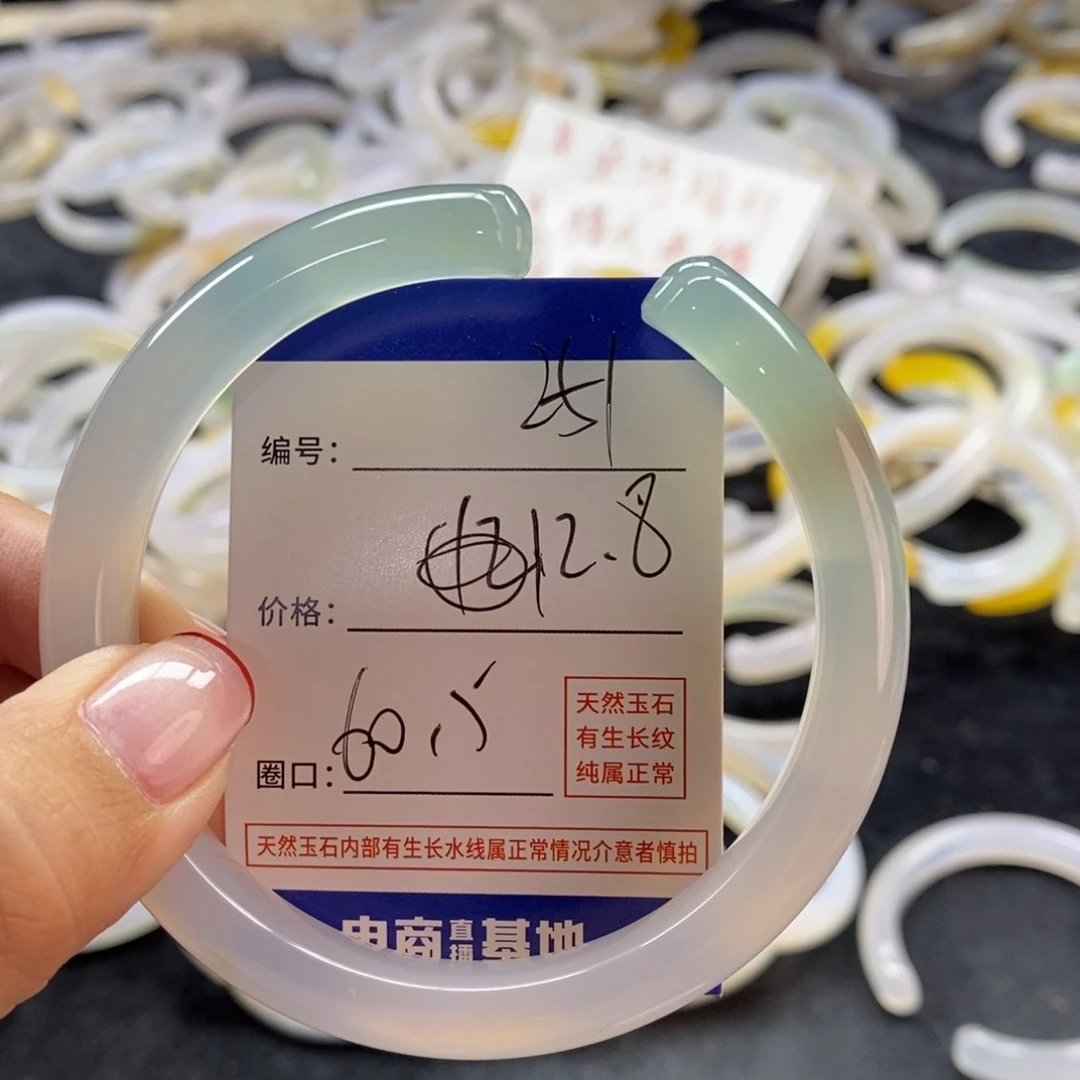 编号: 251
价格: 12.8
圈口: 60.5
天然玉石
有生长纹
纯属正常
天然玉石内部有生长水线属正常情况介意者慎拍
电商直播基地